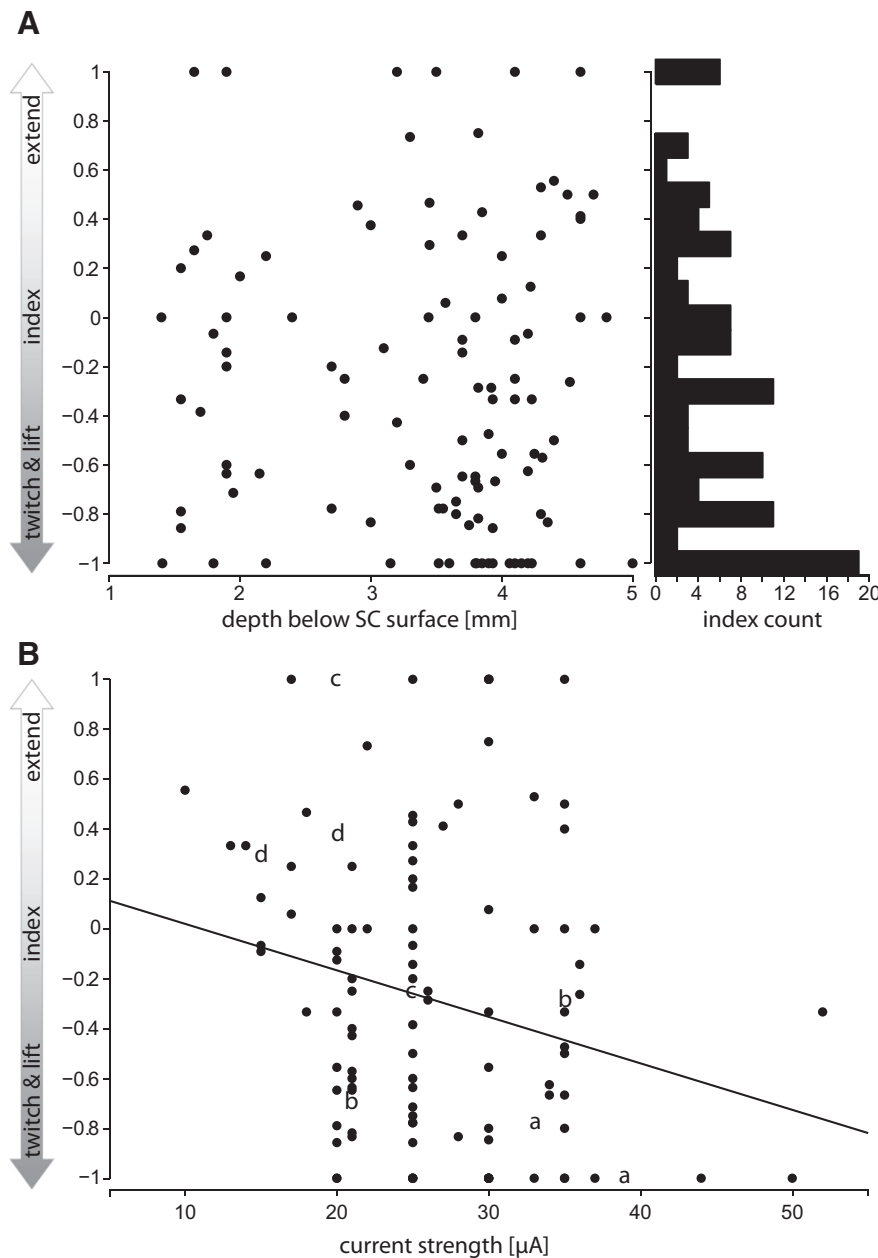 A
extend
index
twitch & lift
1
0.8
0.6
0.4
0.2
0
−0.2
−0.4
−0.6
−0.8
−1
1 2 3 4 5
depth below SC surface [mm]
0 4 8 12 16 20
index count
B
extend
index
twitch & lift
1
0.8
0.6
0.4
0.2
0
−0.2
−0.4
−0.6
−0.8
−1
c
d
d
c
b
b
a
a
10 20 30 40 50
current strength [µA]